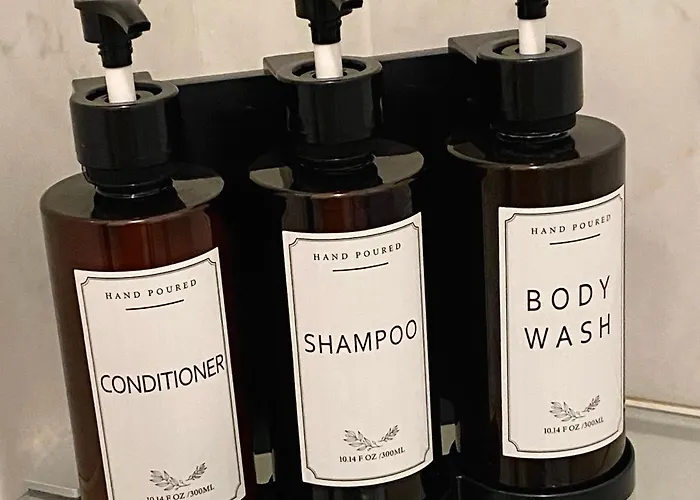 HAND POURED
CONDITIONER
10.14 F OZ /300ML
HAND POURED
SHAMPOO
10.14 F OZ /300ML
HAND POURED
BODY
WASH
10.14 F OZ /300ML